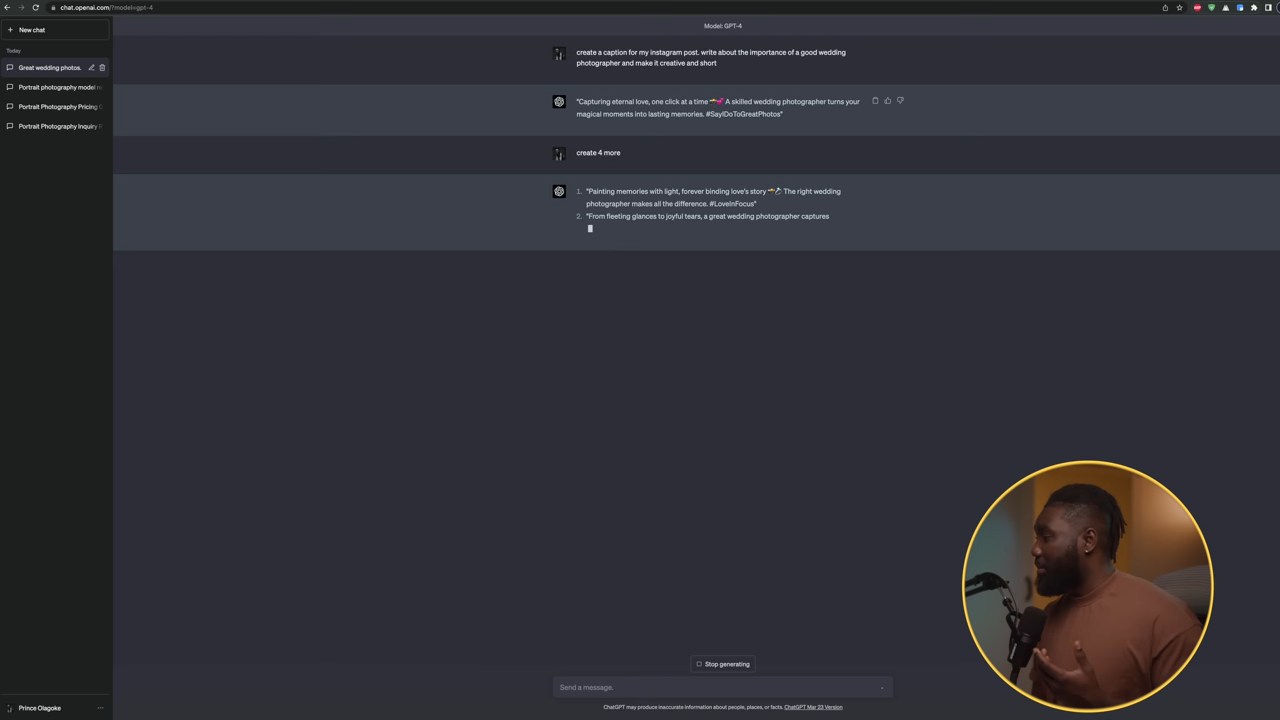 chat.openai.com/?model=gpt-4
New chat
Model: GPT-4
Today
Great wedding photos.
Portrait photography model re
Portrait Photography Pricing
Portrait Photography Inquiry
create a caption for my instagram post. write about the importance of a good wedding
photographer and make it creative and short
"Capturing eternal love, one click at a time A skilled wedding photographer turns your
magical moments into lasting memories. #SayIDoToGreatPhotos"
create 4 more
1. "Painting memories with light, forever binding love's story The right wedding
photographer makes all the difference. #LoveInFocus"
2. "From fleeting glances to joyful tears, a great wedding photographer captures
Stop generating
Send a message.
Prince Olagoke
ChatGPT may produce inaccurate information about people, places, or facts. ChatGPT Mar 23 Version